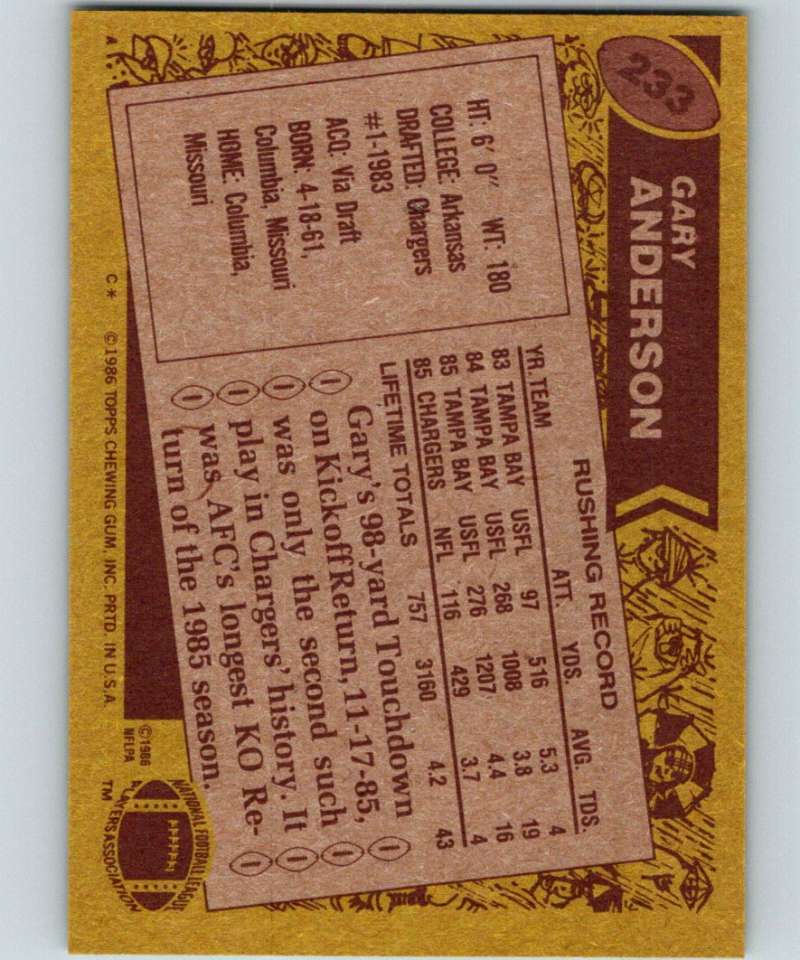 233
GARY
ANDERSON
HT: 6' 0" WT: 180
COLLEGE: Arkansas
DRAFTED: Chargers
#1-1983
ACQ: Via Draft
BORN: 4-18-61,
Columbia, Missouri
HOME: Columbia,
Missouri
RUSHING RECORD
YR. TEAM ATT. YDS. AVG. TDS.
83 TAMPA BAY USFL 97 516 5.3 4
84 TAMPA BAY USFL 268 1008 3.8 19
85 TAMPA BAY USFL 276 1207 4.4 16
85 CHARGERS NFL 116 429 3.7 4
LIFETIME TOTALS 757 3160 4.2 43
Gary's 98-yard Touchdown
on Kickoff Return, 11-17-85,
was only the second such
play in Chargers' history. It
was AFC's longest KO Re-
turn of the 1985 season.
A
C* ©1986 TOPPS CHEWING GUM, INC. PRTD. IN U.S.A.
©1986
NFLPA
NATIONAL FOOTBALL LEAGUE
PLAYERS ASSOCIATION
TM